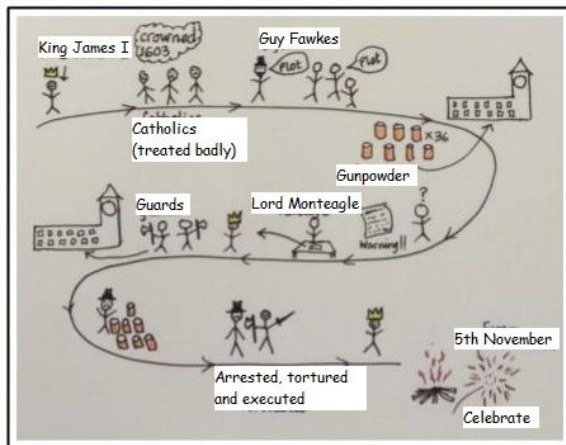 King James I
crowned
1603
Guy Fawkes
Plot
Plot
Catholics
(treated badly)
x36
Gunpowder
Guards
Lord Monteagle
?
Warning!!
5th November
Arrested, tortured
and executed
Celebrate